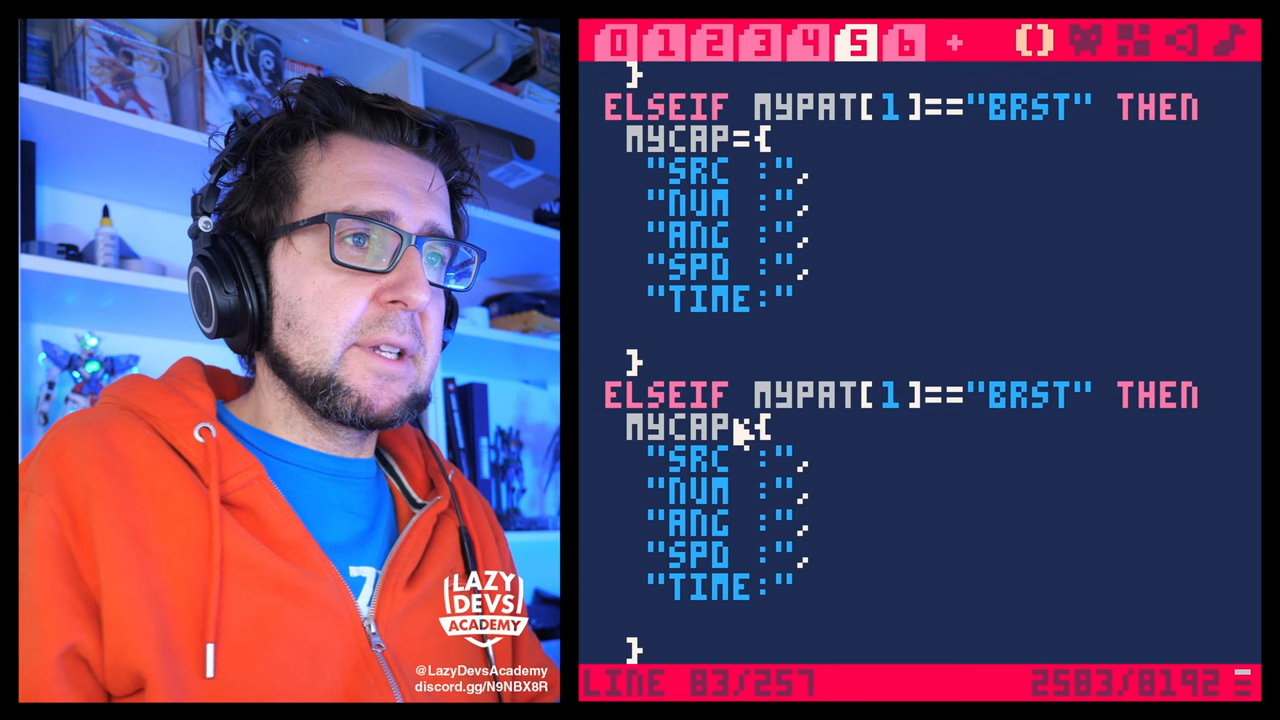 LOKI
LAZY
DEVS
ACADEMY
@LazyDevsAcademy
discord.gg/N9NBX8R
0 1 2 3 4 5 6 +
}
ELSEIF MYPAT[1]=="BRST" THEN
MYCAP={
"SRC :",
"NUM :",
"ANG :",
"SPD :",
"TIME:"
}
ELSEIF MYPAT[1]=="BRST" THEN
MYCAP={
"SRC :",
"NUM :",
"ANG :",
"SPD :",
"TIME:"
}
LINE 83/257
2583/8192